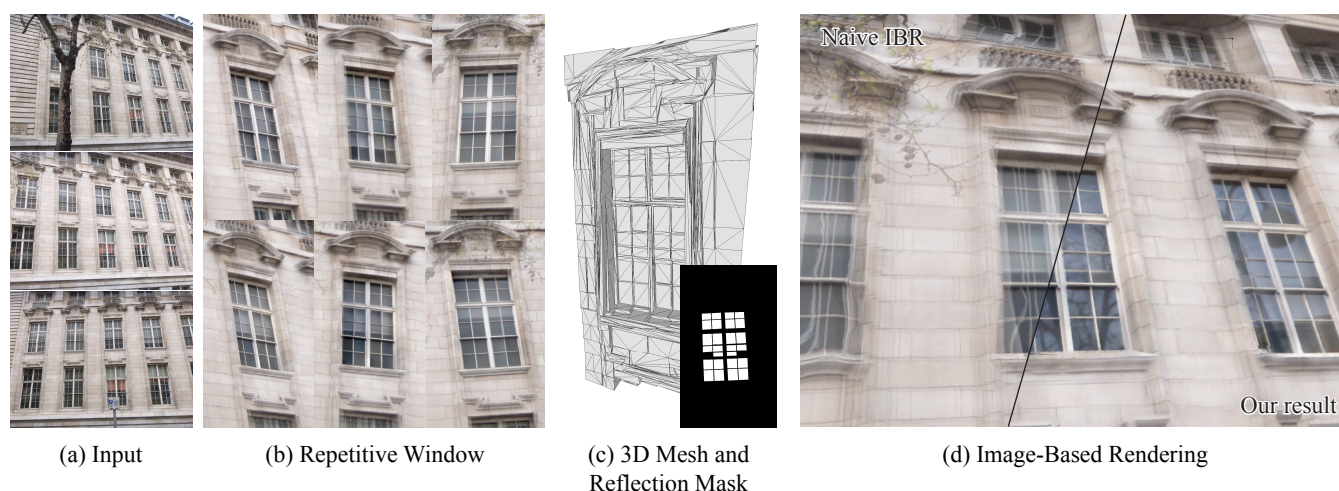 Naive IBR
Our result
(a) Input
(b) Repetitive Window
(c) 3D Mesh and
Reflection Mask
(d) Image-Based Rendering